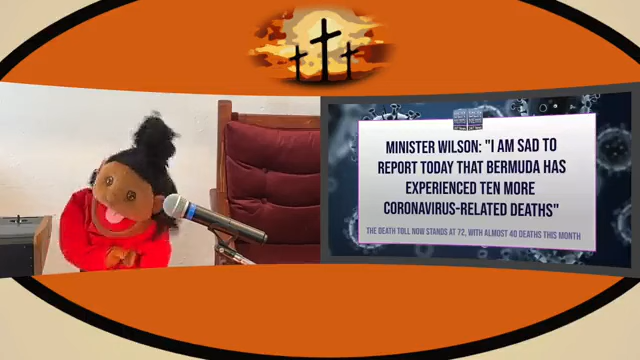 MINISTER WILSON: "I AM SAD TO
REPORT TODAY THAT BERMUDA HAS
EXPERIENCED TEN MORE
CORONAVIRUS-RELATED DEATHS"
THE DEATH TOLL NOW STANDS AT 72, WITH ALMOST 40 DEATHS THIS MONTH